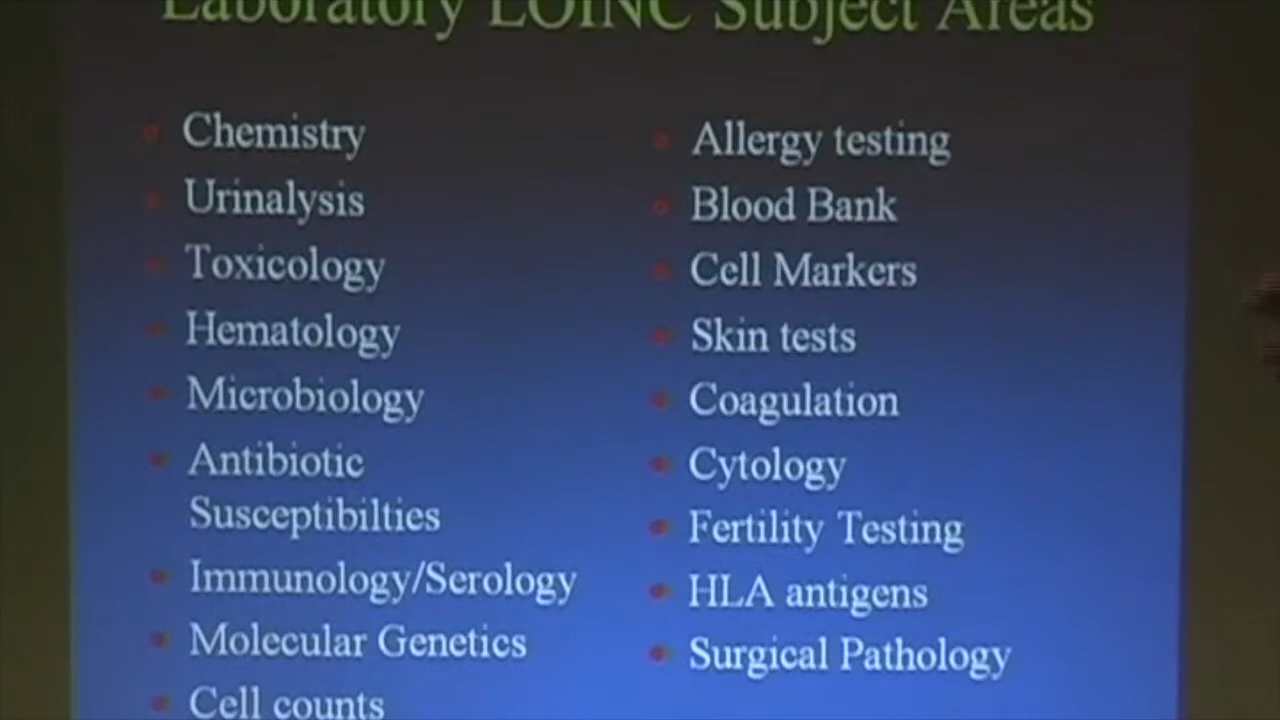 Laboratory LOINC Subject Areas
Chemistry
Urinalysis
Toxicology
Hematology
Microbiology
Antibiotic
Susceptibilties
Immunology/Serology
Molecular Genetics
Cell counts
Allergy testing
Blood Bank
Cell Markers
Skin tests
Coagulation
Cytology
Fertility Testing
HLA antigens
Surgical Pathology